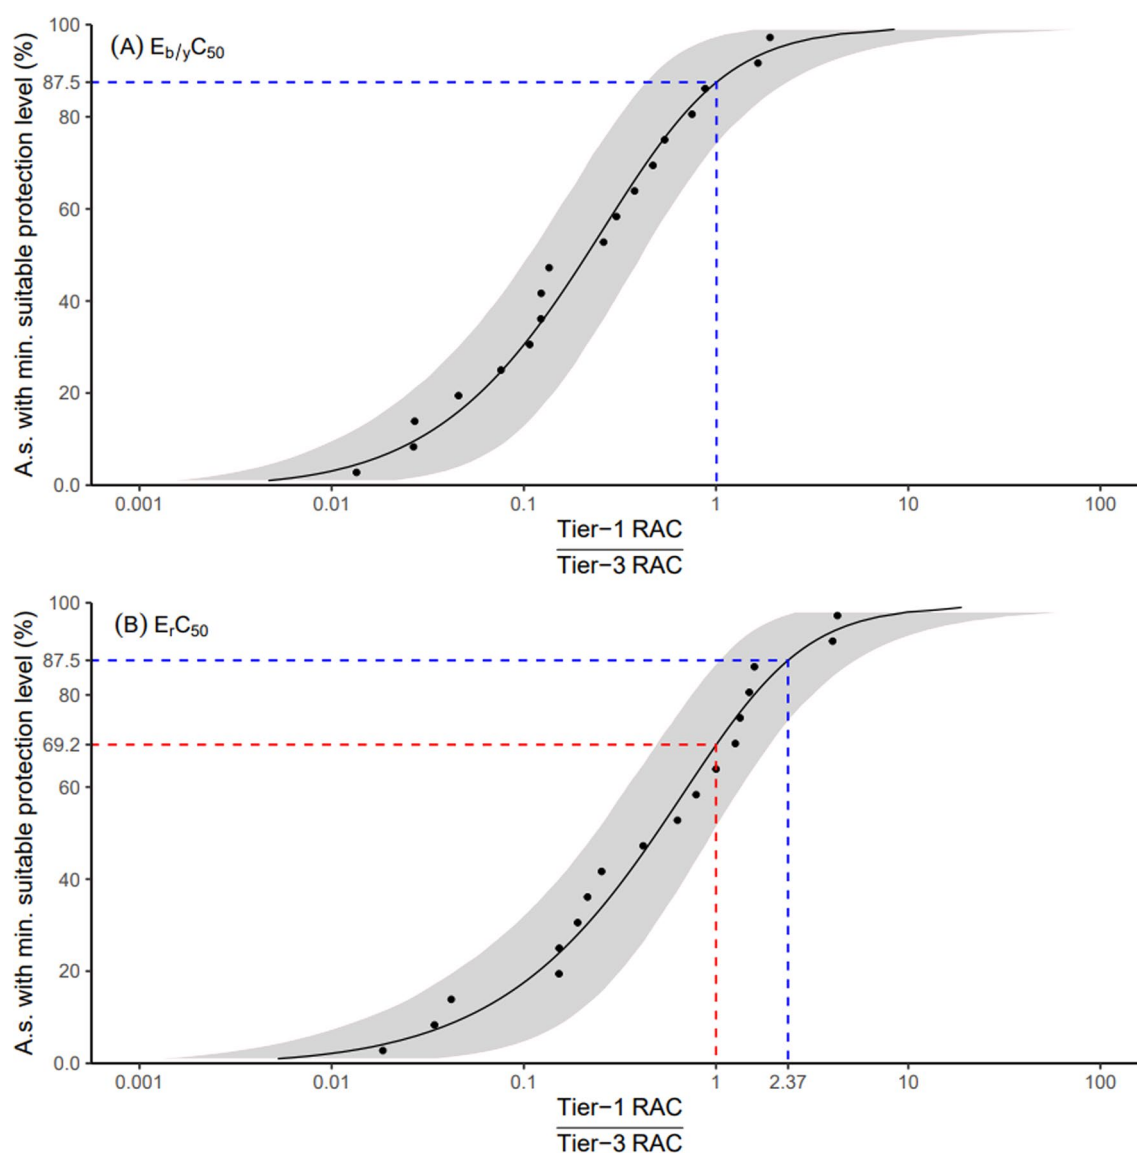 (A) Eb/yC50
A.s. with min. suitable protection level (%)
100
87.5
80
60
40
20
0.0
0.001 0.01 0.1 1 10 100
Tier−1 RAC
Tier−3 RAC
(B) ErC50
A.s. with min. suitable protection level (%)
100
87.5
80
69.2
60
40
20
0.0
0.001 0.01 0.1 1 2.37 10 100
Tier−1 RAC
Tier−3 RAC